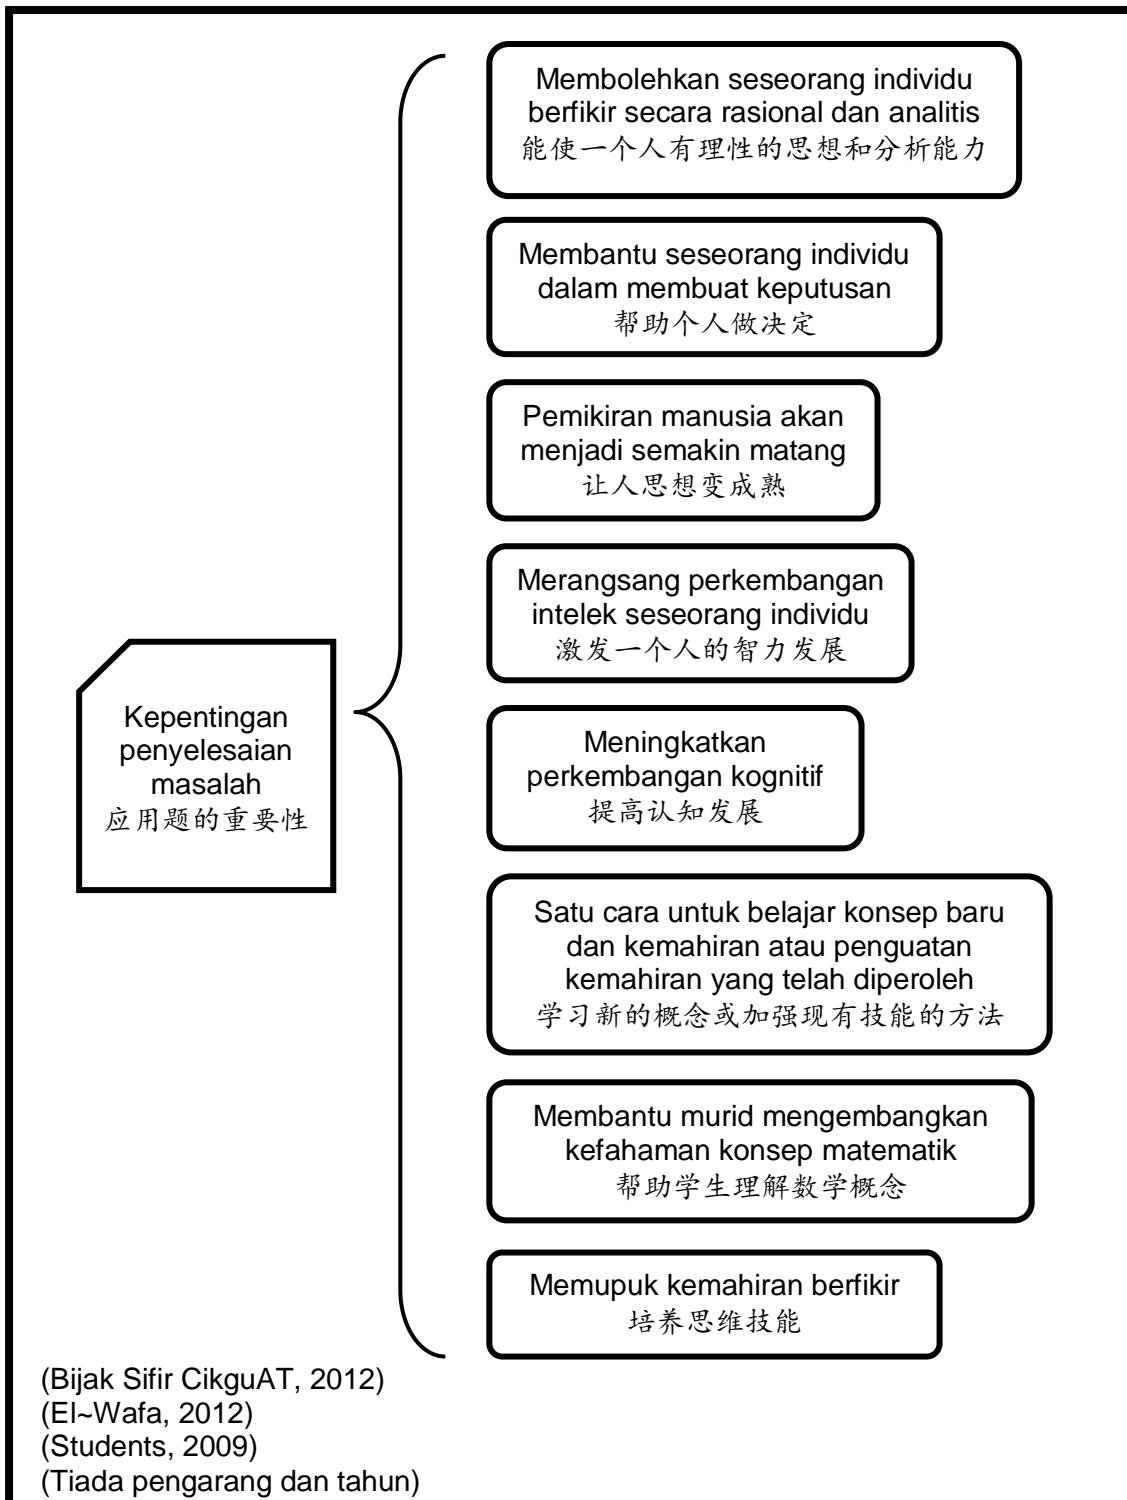 Membolehkan seseorang individu
berfikir secara rasional dan analitis
能使一个人有理性的思想和分析能力
Membantu seseorang individu
dalam membuat keputusan
帮助个人做决定
Pemikiran manusia akan
menjadi semakin matang
让人思想变成熟
Merangsang perkembangan
intelek seseorang individu
激发一个人的智力发展
Kepentingan
penyelesaian
masalah
应用题的重要性
Meningkatkan
perkembangan kognitif
提高认知发展
Satu cara untuk belajar konsep baru
dan kemahiran atau penguatan
kemahiran yang telah diperoleh
学习新的概念或加强现有技能的方法
Membantu murid mengembangkan
kefahaman konsep matematik
帮助学生理解数学概念
Memupuk kemahiran berfikir
培养思维技能
(Bijak Sifir CikguAT, 2012)
(El~Wafa, 2012)
(Students, 2009)
(Tiada pengarang dan tahun)